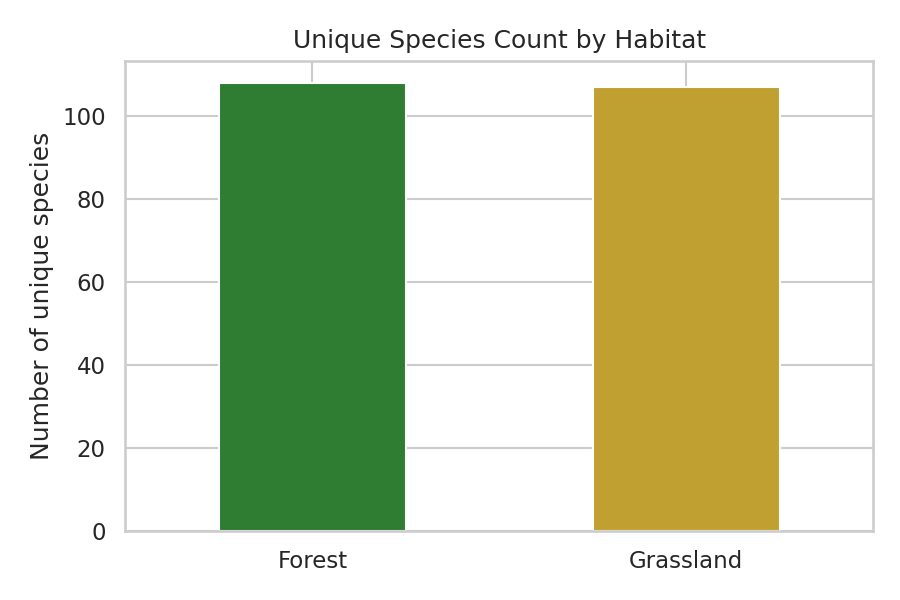 Unique Species Count by Habitat
Number of unique species
100
80
60
40
20
0
Forest
Grassland